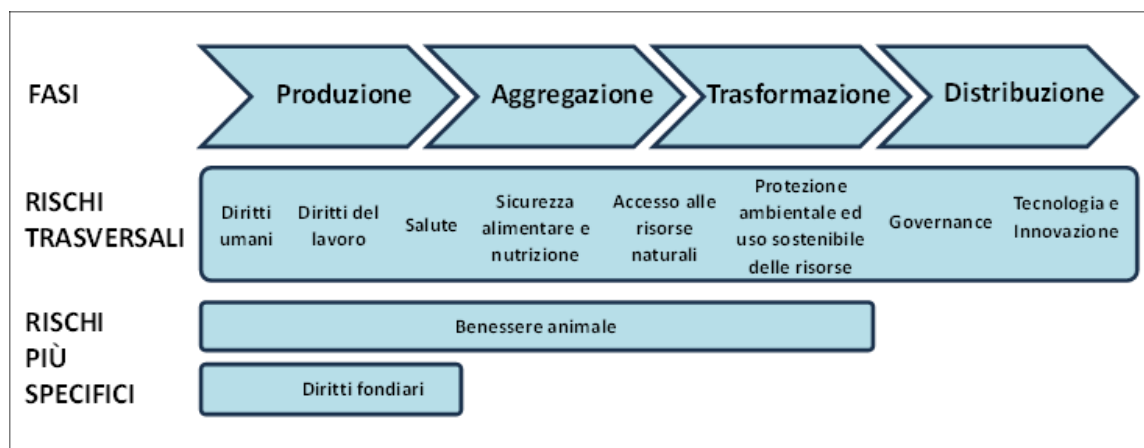 FASI
Produzione
Aggregazione
Trasformazione
Distribuzione
RISCHI
TRASVERSALI
Diritti
umani
Diritti del
lavoro
Salute
Sicurezza
alimentare e
nutrizione
Accesso alle
risorse
naturali
Protezione
ambientale ed
uso sostenibile
delle risorse
Governance
Tecnologia e
Innovazione
RISCHI
PIÙ
SPECIFICI
Benessere animale
Diritti fondiari